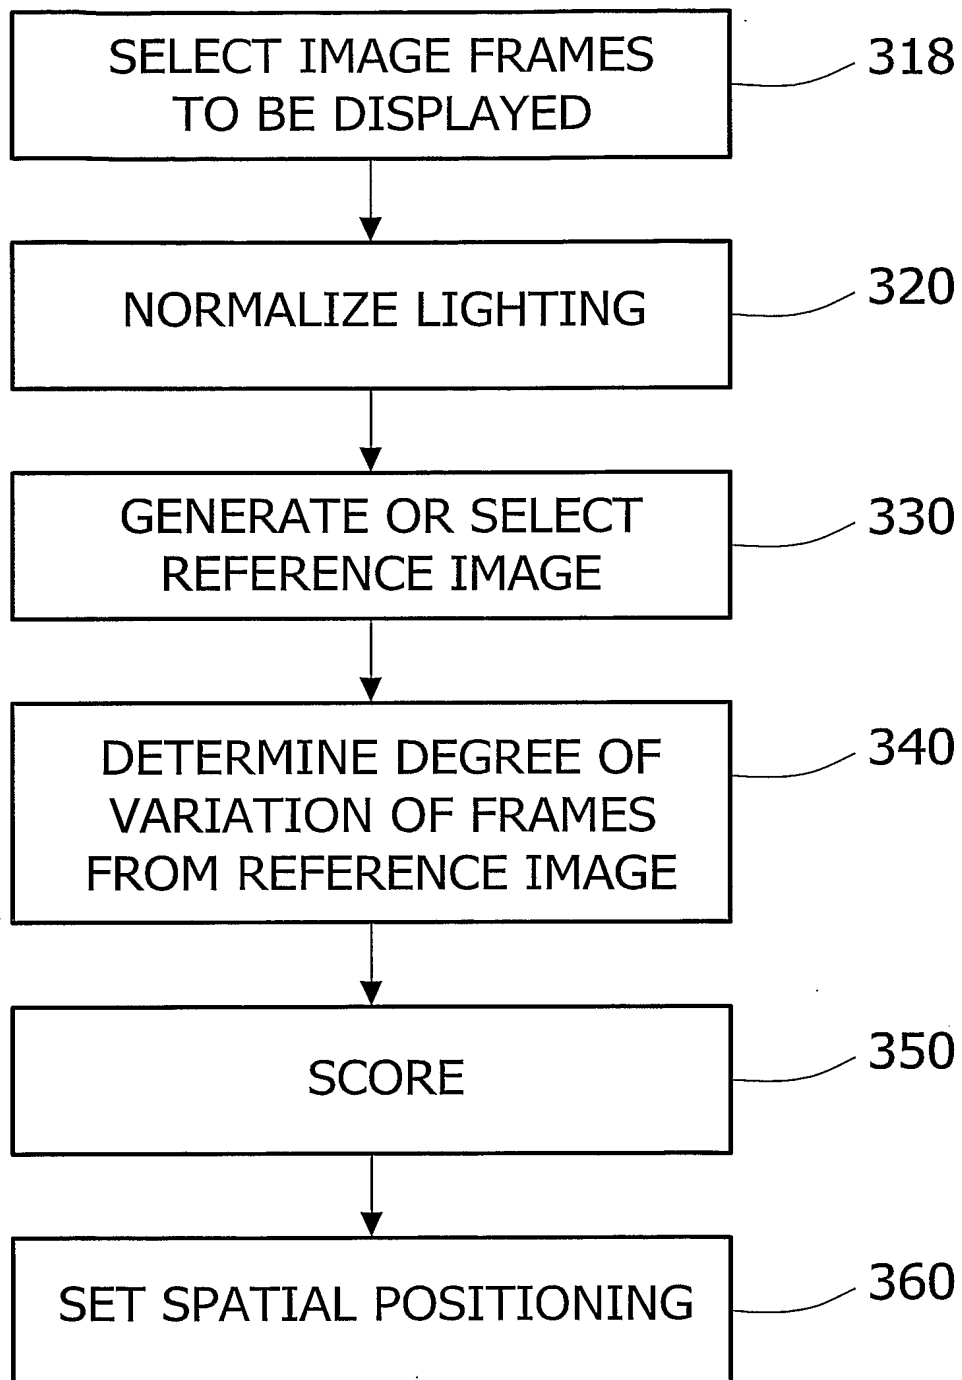 SELECT IMAGE FRAMES
TO BE DISPLAYED
318
NORMALIZE LIGHTING
320
GENERATE OR SELECT
REFERENCE IMAGE
330
DETERMINE DEGREE OF
VARIATION OF FRAMES
FROM REFERENCE IMAGE
340
SCORE
350
SET SPATIAL POSITIONING
360